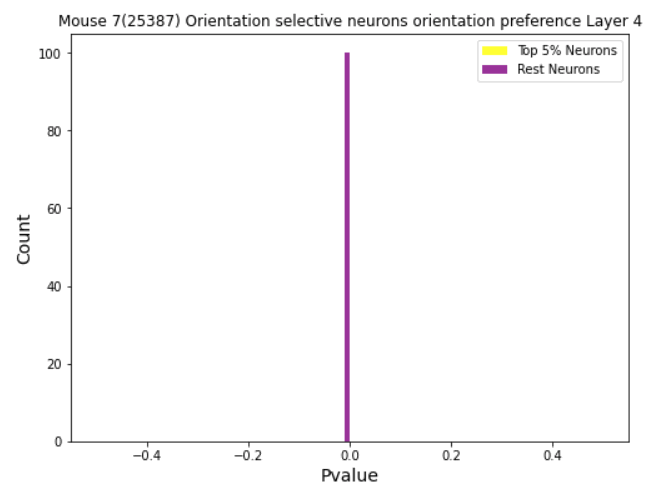 Mouse 7(25387) Orientation selective neurons orientation preference Layer 4
Top 5% Neurons
Rest Neurons
100
80
60
40
20
0
Count
−0.4
−0.2
0.0
0.2
0.4
Pvalue